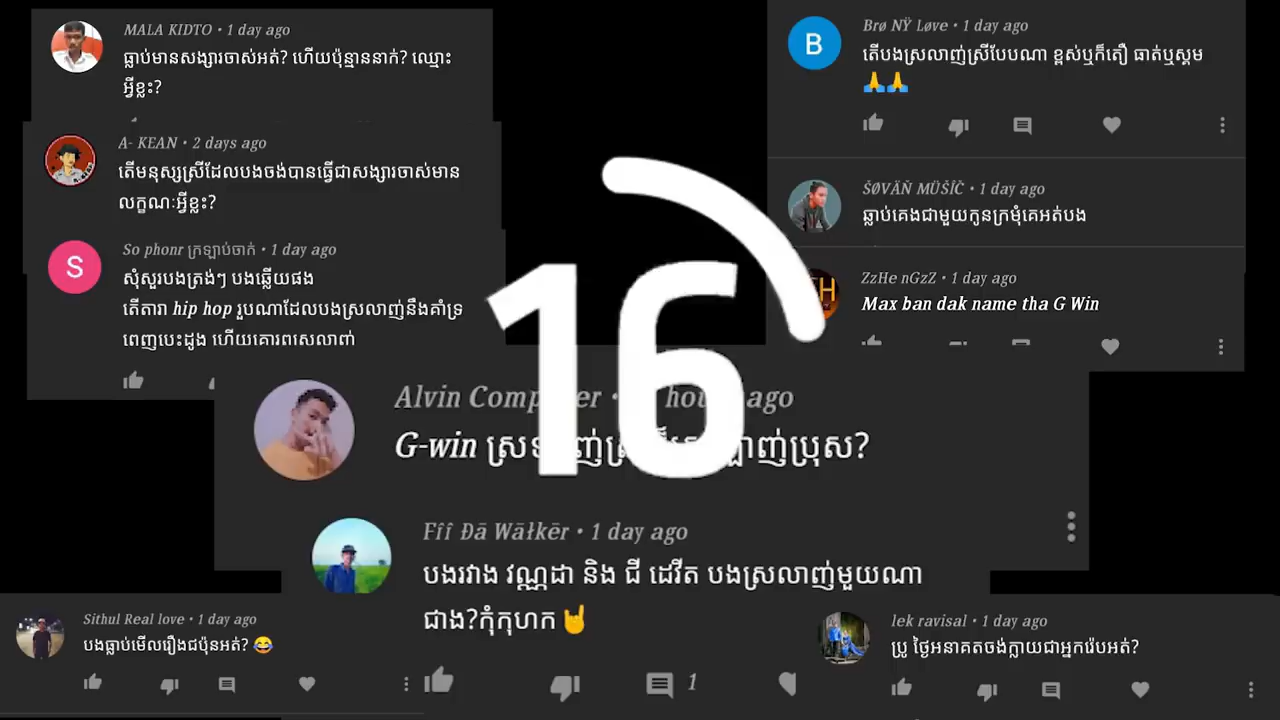 MALA KIDTO • 1 day ago
ធ្លាប់មានសង្សារចាស់អត់? ហើយប៉ុន្មាននាក់? ឈ្មោះ
អ្វីខ្លះ?
A- KEAN • 2 days ago
តើមនុស្សស្រីដែលបងចង់បានធ្វើជាសង្សារចាស់មាន
លក្ខណៈអ្វីខ្លះ?
So phonr ក្រឡាប់ចាក់ • 1 day ago
សុំសួរបងត្រង់ៗ បងឆ្លើយផង
តើតារា hip hop រូបណាដែលបងស្រលាញ់នឹងគាំទ្រ
ពេញបេះដូង ហើយគោរពសេលាពា់
Brø NŸ Løve • 1 day ago
តើបងស្រលាញ់ស្រីបែបណា ខ្ពស់ឬក៏តឿ ធាត់ឬស្គម
🙏🙏
ŠØVÄÑ MÜŠÎČ • 1 day ago
ធ្លាប់គេងជាមួយកូនក្រមុំគេអត់បង
ZzHe nGzZ • 1 day ago
Max ban dak name tha G Win
16
Alvin ago
G-win ប្រុស?
Fîî Đā Wāłkēr • 1 day ago
បងរវាង វណ្ណដា និង ជី ដេវីត បងស្រលាញ់មួយណា
ជាង?កុំកុហក🤘
1
Sithul Real love • 1 day ago
បងធ្លាប់មើលរឿងជប៉ុនអត់? 😂
lek ravisal • 1 day ago
ប្រូ ថ្ងៃអនាគតចង់ក្លាយជាអ្នករ៉េបអត់?